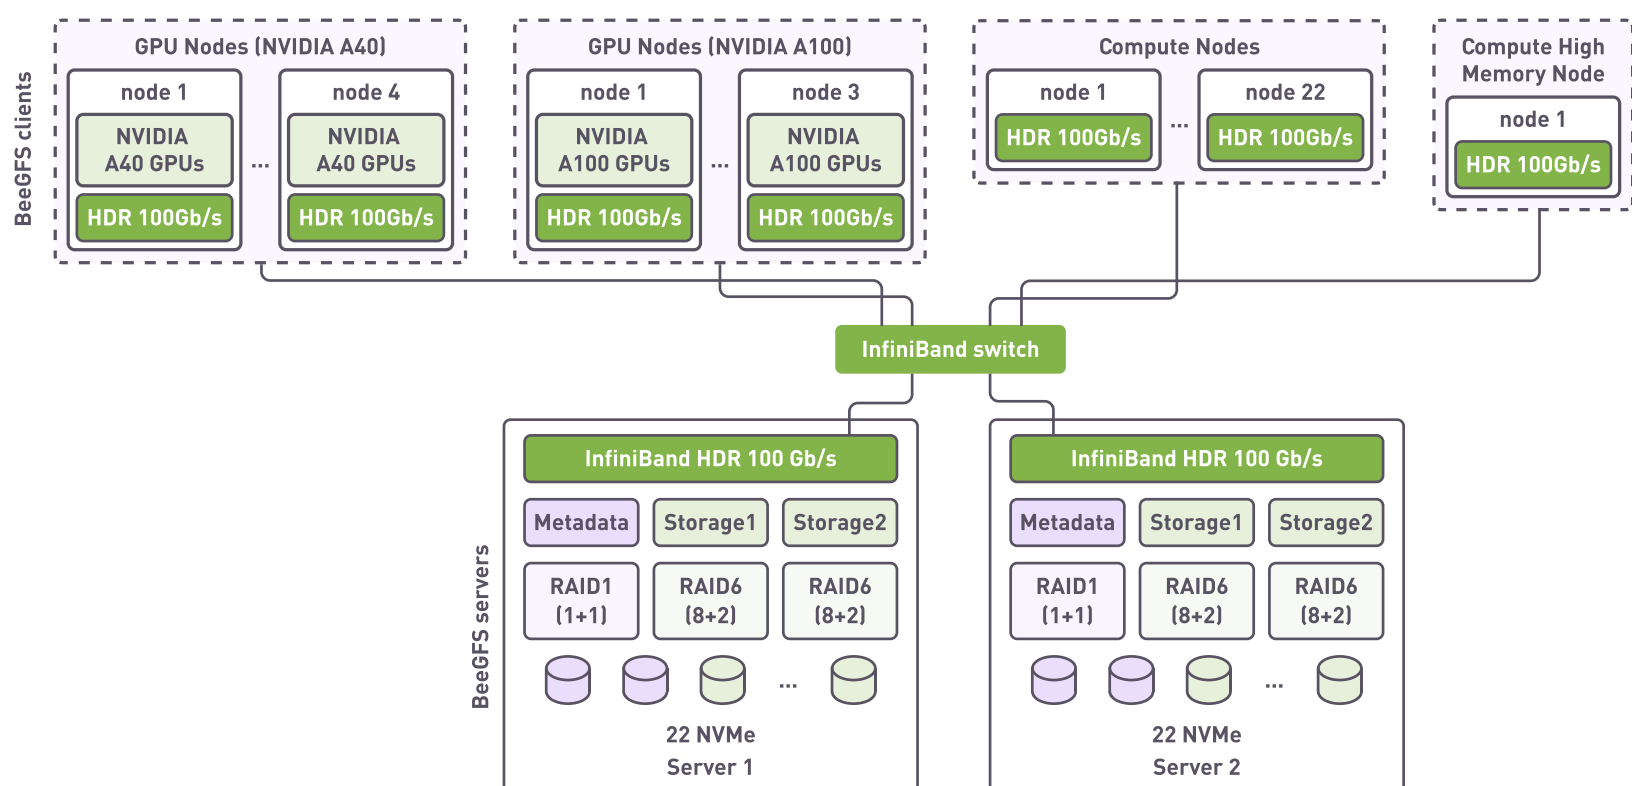 BeeGFS clients
GPU Nodes (NVIDIA A40)
node 1
NVIDIA
A40 GPUs
HDR 100Gb/s
...
node 4
NVIDIA
A40 GPUs
HDR 100Gb/s
GPU Nodes (NVIDIA A100)
node 1
NVIDIA
A100 GPUs
HDR 100Gb/s
...
node 3
NVIDIA
A100 GPUs
HDR 100Gb/s
Compute Nodes
node 1
HDR 100Gb/s
...
node 22
HDR 100Gb/s
Compute High
Memory Node
node 1
HDR 100Gb/s
InfiniBand switch
BeeGFS servers
InfiniBand HDR 100 Gb/s
Metadata
Storage1
Storage2
RAID1
(1+1)
RAID6
(8+2)
RAID6
(8+2)
...
22 NVMe
Server 1
InfiniBand HDR 100 Gb/s
Metadata
Storage1
Storage2
RAID1
(1+1)
RAID6
(8+2)
RAID6
(8+2)
...
22 NVMe
Server 2